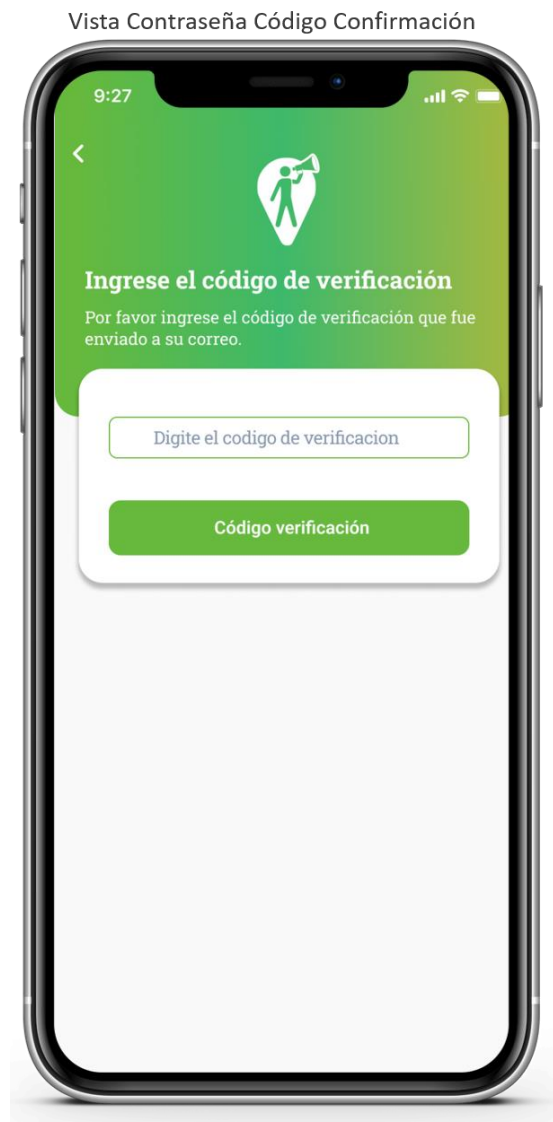 Vista Contraseña Código Confirmación
9:27
Ingrese el código de verificación
Por favor ingrese el código de verificación que fue
enviado a su correo.
Digite el codigo de verificacion
Código verificación